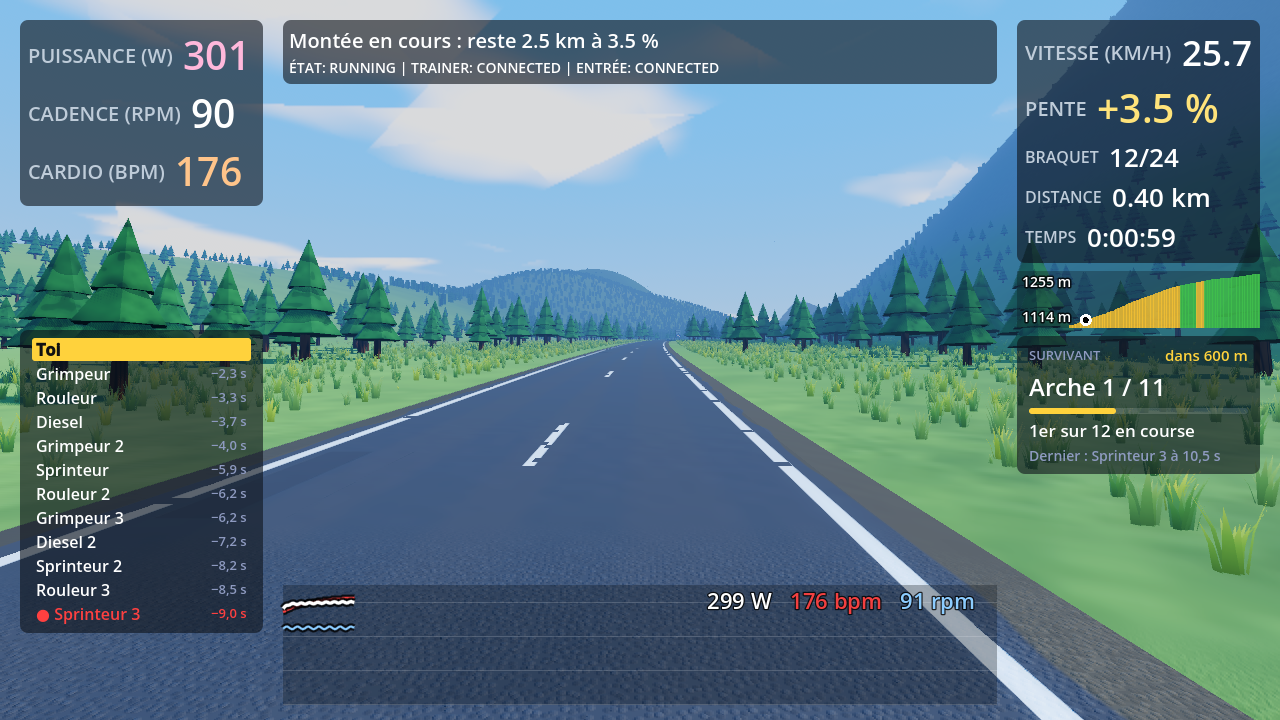 PUISSANCE (W) 301
CADENCE (RPM) 90
CARDIO (BPM) 176
Montée en cours : reste 2.5 km à 3.5 %
ÉTAT: RUNNING | TRAINER: CONNECTED | ENTRÉE: CONNECTED
VITESSE (KM/H) 25.7
PENTE +3.5 %
BRAQUET 12/24
DISTANCE 0.40 km
TEMPS 0:00:59
1255 m
1114 m
SURVIVANT dans 600 m
Arche 1 / 11
1er sur 12 en course
Dernier : Sprinteur 3 à 10,5 s
Toi
Grimpeur −2,3 s
Rouleur −3,3 s
Diesel −3,7 s
Grimpeur 2 −4,0 s
Sprinteur −5,9 s
Rouleur 2 −6,2 s
Grimpeur 3 −6,2 s
Diesel 2 −7,2 s
Sprinteur 2 −8,2 s
Rouleur 3 −8,5 s
Sprinteur 3 −9,0 s
299 W 176 bpm 91 rpm